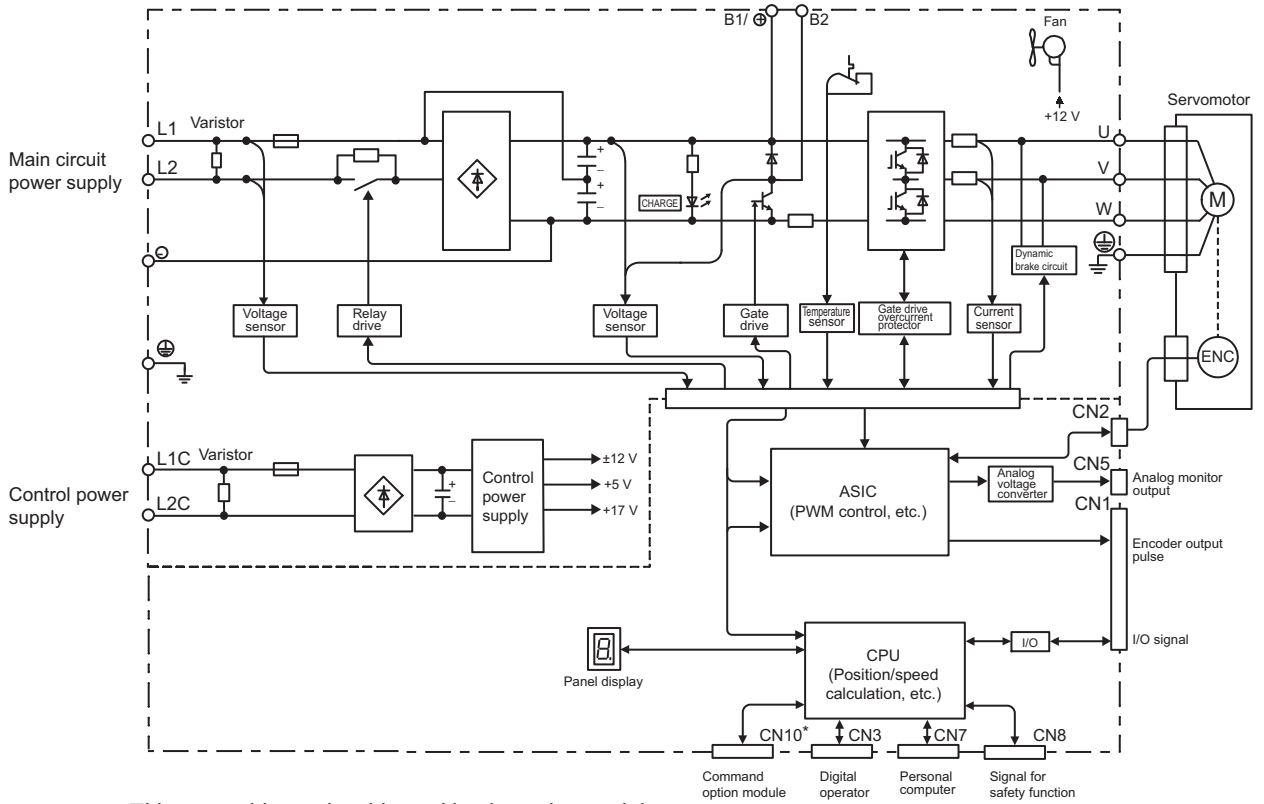 B1/ ⊕ B2
Fan
+12 V
Servomotor
Main circuit
power supply
L1
Varistor
L2
+
–
+
–
CHARGE
U
V
W
M
Dynamic
brake circuit
Voltage
sensor
Relay
drive
Voltage
sensor
Gate
drive
Temperature
sensor
Gate drive
overcurrent
protector
Current
sensor
ENC
CN2
Control power
supply
L1C
Varistor
L2C
+
–
Control
power
supply
±12 V
+5 V
+17 V
ASIC
(PWM control, etc.)
Analog
voltage
converter
CN5
Analog monitor
output
CN1
Encoder output
pulse
I/O
I/O signal
8.
Panel display
CPU
(Position/speed
calculation, etc.)
CN10*
CN3
CN7
CN8
Command
option module
Digital
operator
Personal
computer
Signal for
safety function